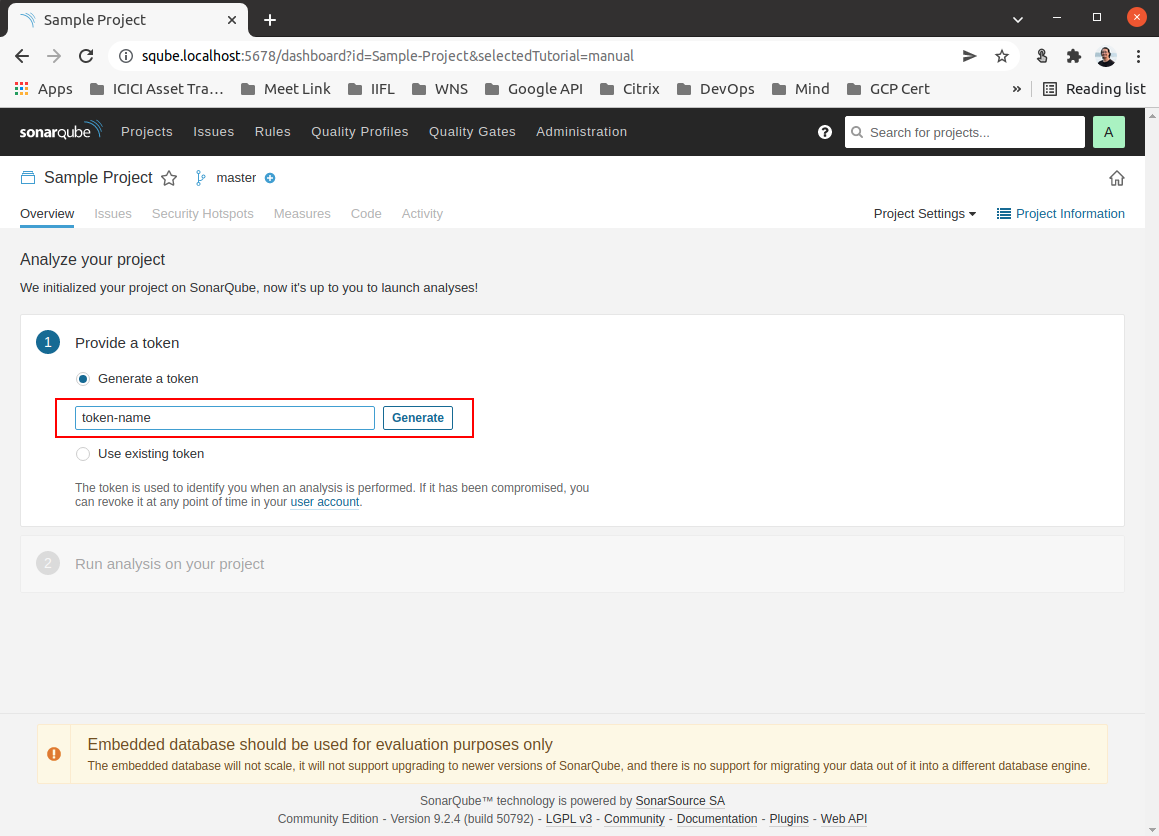 Sample Project
sqube.localhost:5678/dashboard?id=Sample-Project&selectedTutorial=manual
Apps ICICI Asset Tra… Meet Link IIFL WNS Google API Citrix DevOps Mind GCP Cert » Reading list
sonarqube Projects Issues Rules Quality Profiles Quality Gates Administration ? Search for projects... A
Sample Project master
Overview Issues Security Hotspots Measures Code Activity Project Settings Project Information
Analyze your project
We initialized your project on SonarQube, now it's up to you to launch analyses!
1 Provide a token
Generate a token
token-name Generate
Use existing token
The token is used to identify you when an analysis is performed. If it has been compromised, you
can revoke it at any point of time in your user account.
2 Run analysis on your project
Embedded database should be used for evaluation purposes only
The embedded database will not scale, it will not support upgrading to newer versions of SonarQube, and there is no support for migrating your data out of it into a different database engine.
SonarQube™ technology is powered by SonarSource SA
Community Edition - Version 9.2.4 (build 50792) - LGPL v3 - Community - Documentation - Plugins - Web API